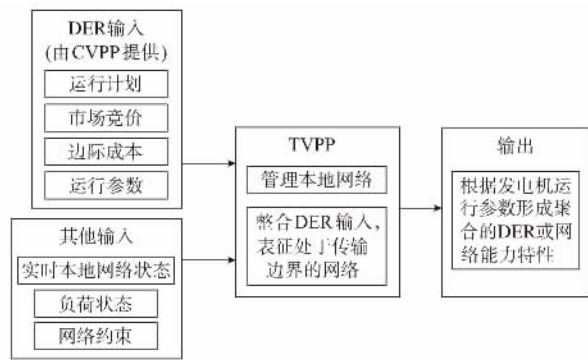 DER输入
(由CVPP提供)
运行计划
市场竞价
边际成本
运行参数
其他输入
实时本地网络状态
负荷状态
网络约束
TVPP
管理本地网络
整合DER输入，
表征处于传输
边界的网络
输出
根据发电机运
行参数形成聚
合的DER或网
络能力特性